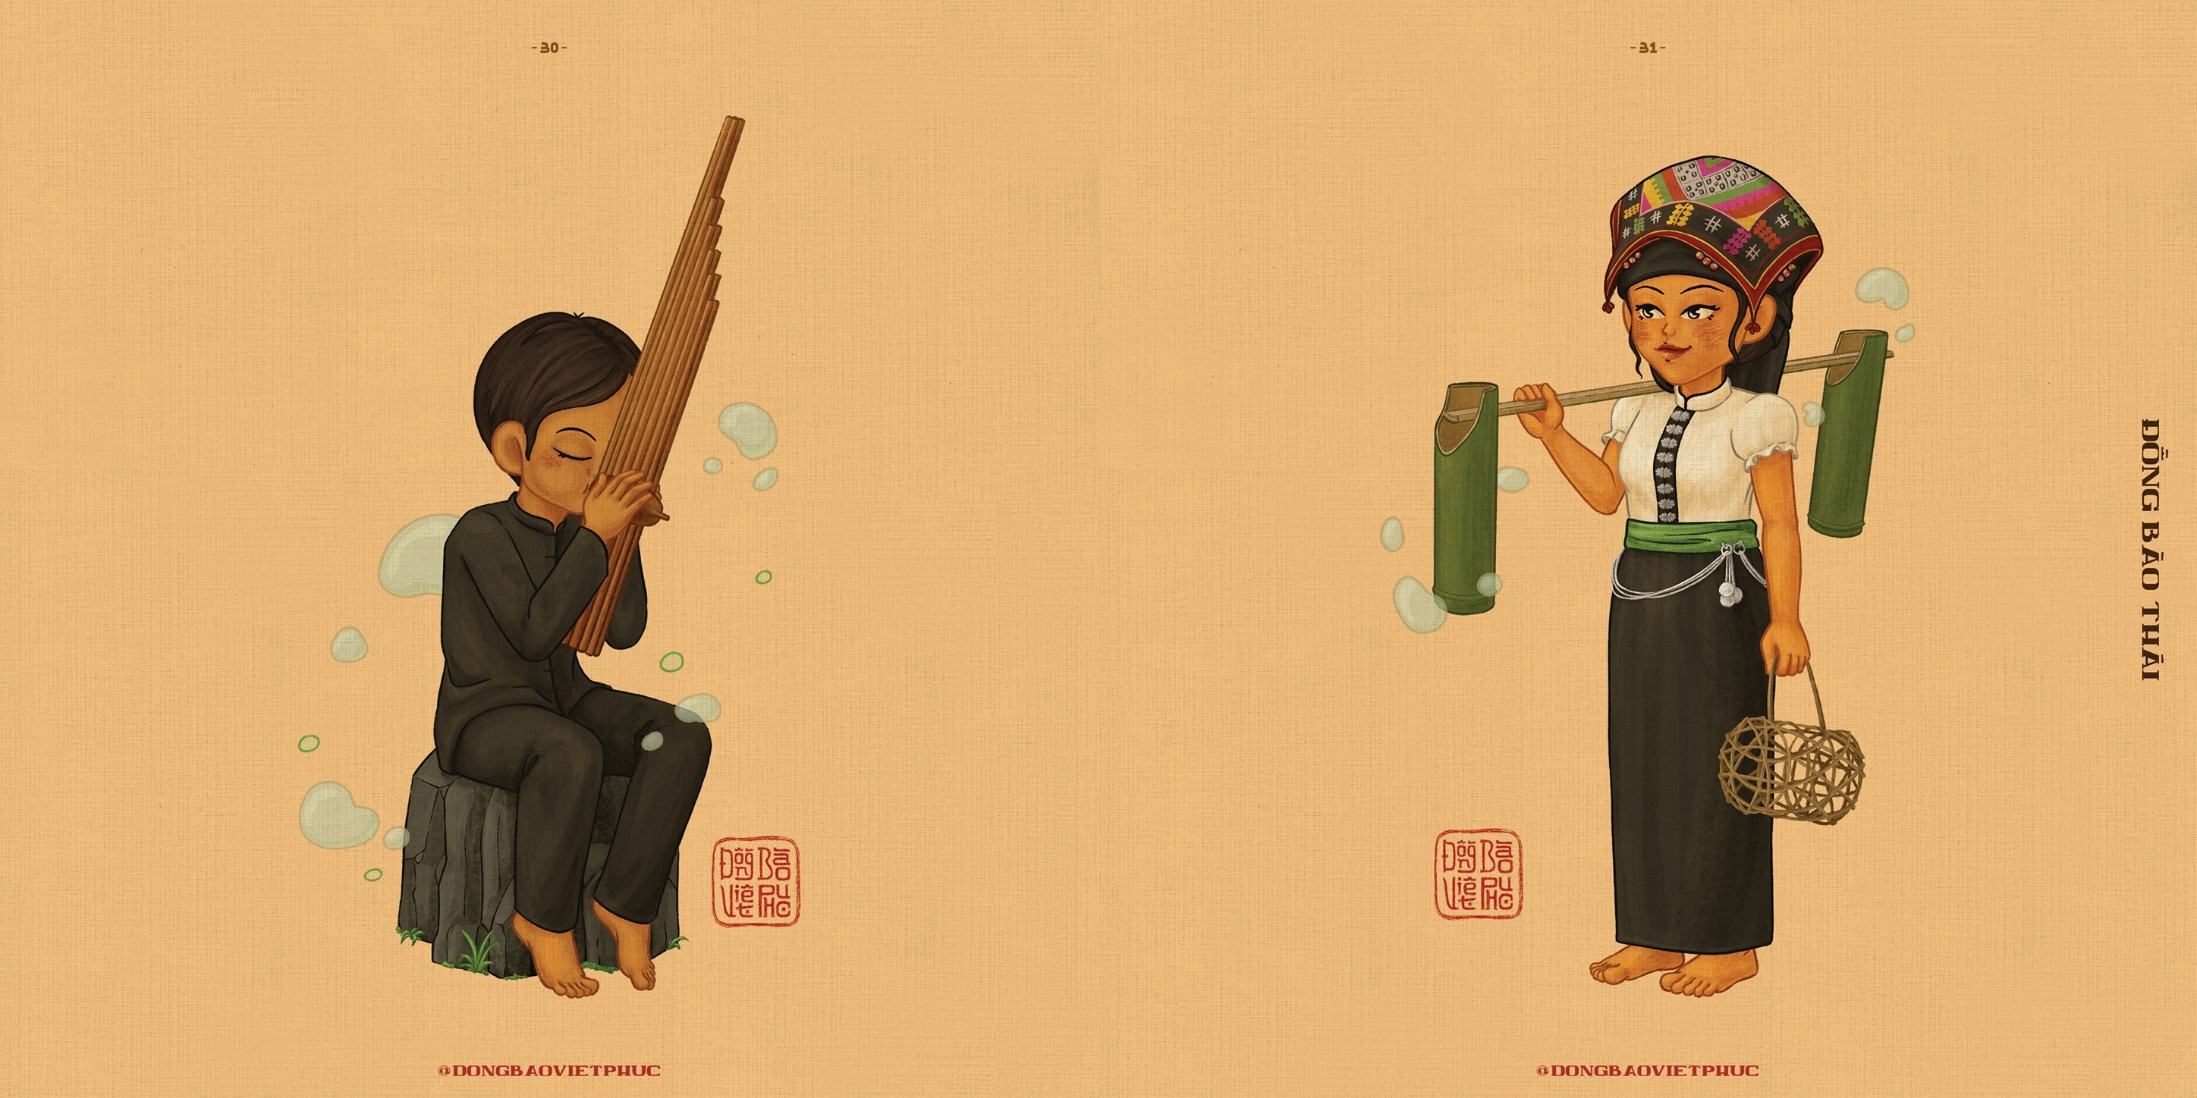 -30-
Đồng Bào
Việt Phục
@DONGBAOVIETPHUC
-31-
ĐỒNG BÀO THÁI
Đồng Bào
Việt Phục
@DONGBAOVIETPHUC